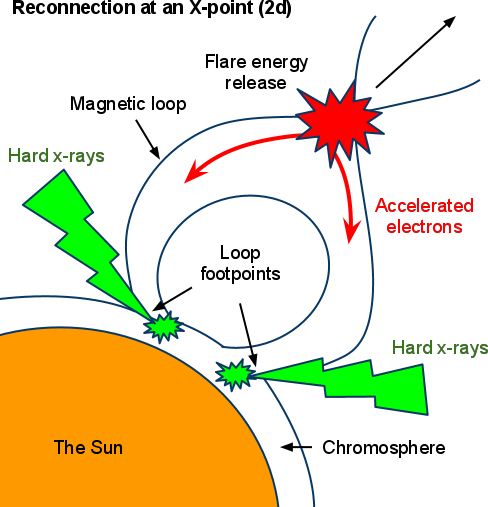 Reconnection at an X-point (2d)
Flare energy
release
Magnetic loop
Hard x-rays
Accelerated
electrons
Loop
footpoints
Hard x-rays
The Sun
Chromosphere